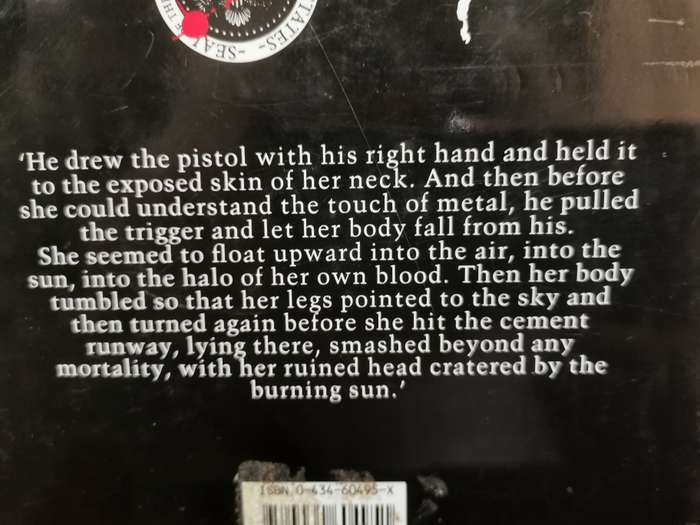 THE
STATES
-SEAL-
'He drew the pistol with his right hand and held it
to the exposed skin of her neck. And then before
she could understand the touch of metal, he pulled
the trigger and let her body fall from his.
She seemed to float upward into the air, into the
sun, into the halo of her own blood. Then her body
tumbled so that her legs pointed to the sky and
then turned again before she hit the cement
runway, lying there, smashed beyond any
mortality, with her ruined head cratered by the
burning sun.'
ISBN 0-434-60495-X